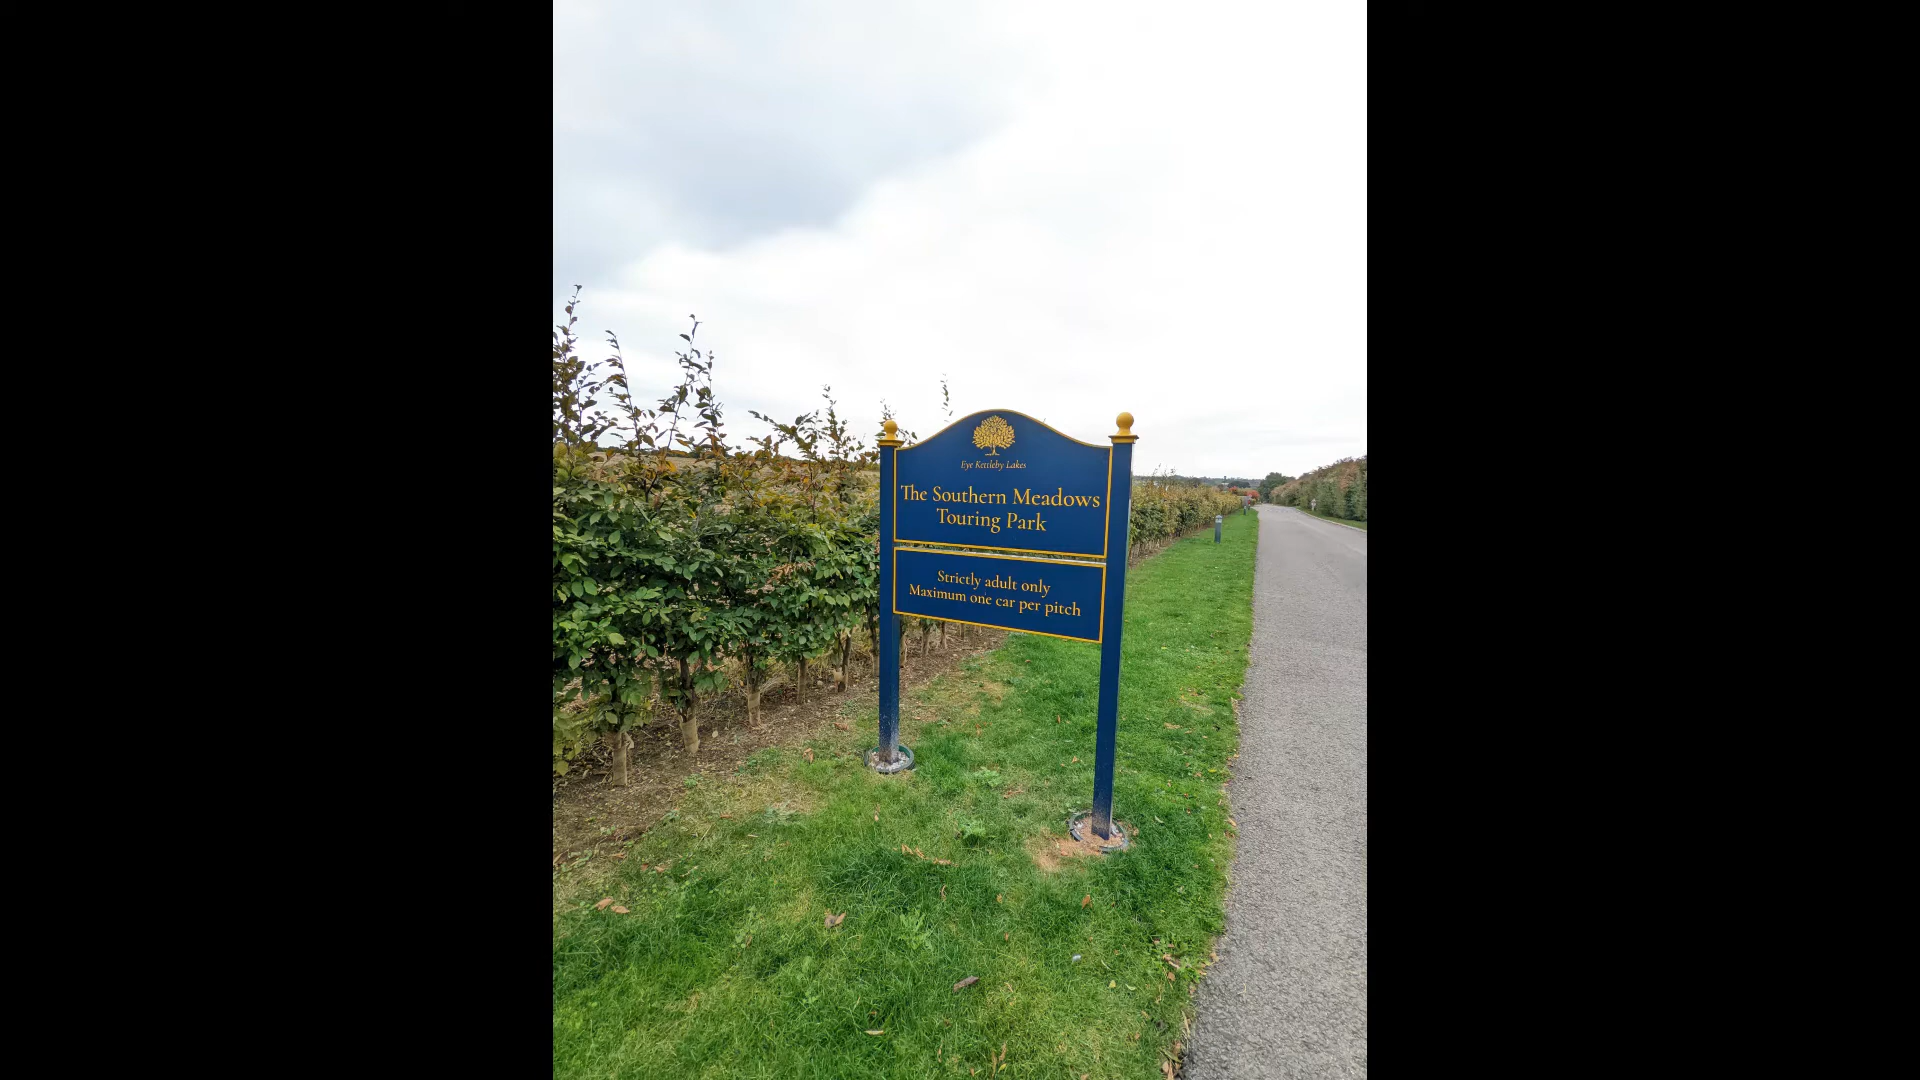 Eye Kettleby Lakes
The Southern Meadows
Touring Park
Strictly adult only
Maximum one car per pitch